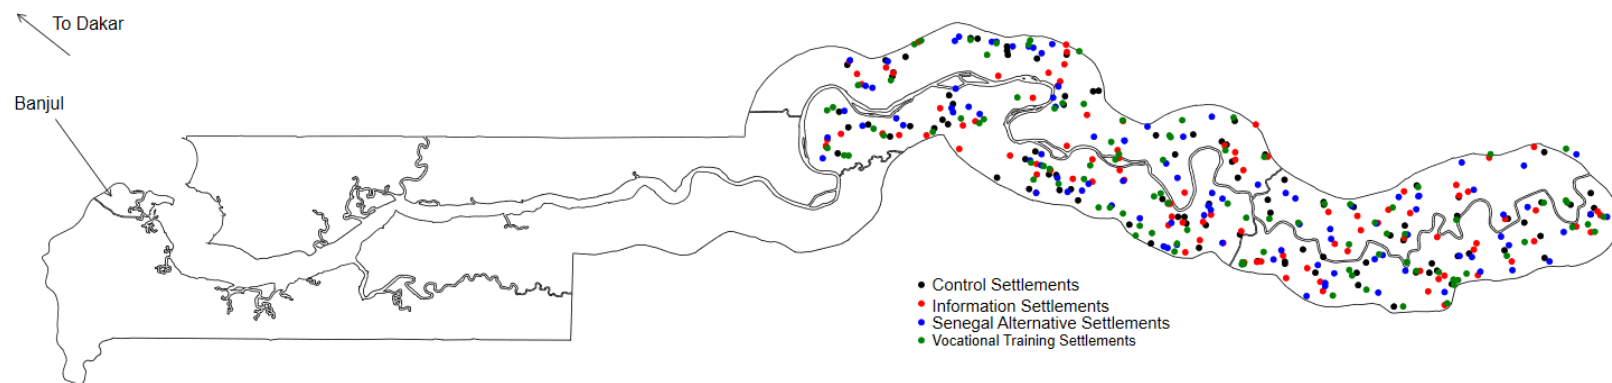 To Dakar
Banjul
Control Settlements
Information Settlements
Senegal Alternative Settlements
Vocational Training Settlements